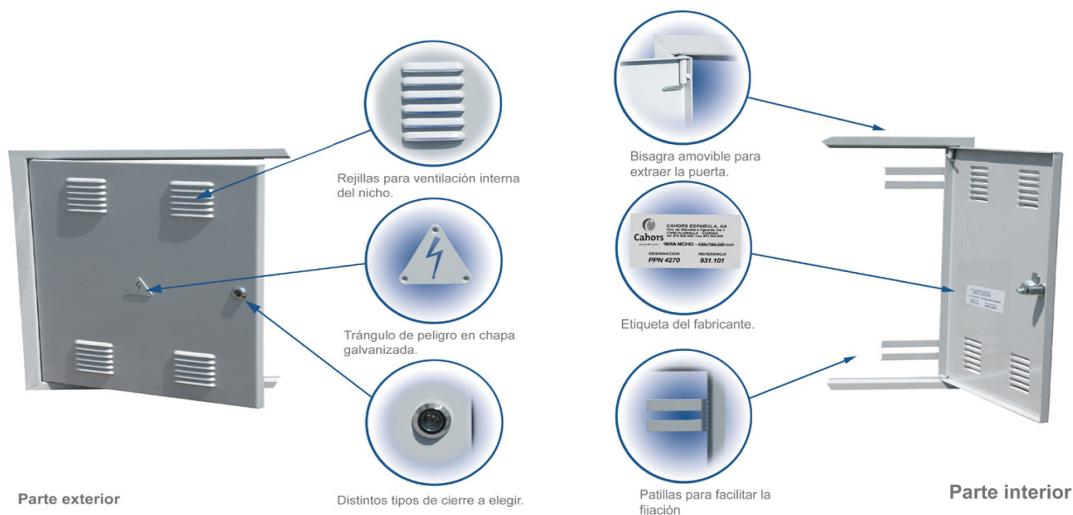 Rejillas para ventilación interna
del nicho.
Trángulo de peligro en chapa
galvanizada.
Distintos tipos de cierre a elegir.
Parte exterior
Bisagra amovible para
extraer la puerta.
Cahors
CAHORS ESPAÑOLA, SA
DESIGNACION
REFERENCIA
PPN 4270
931.101
Etiqueta del fabricante.
Patillas para facilitar la
fijación
Parte interior